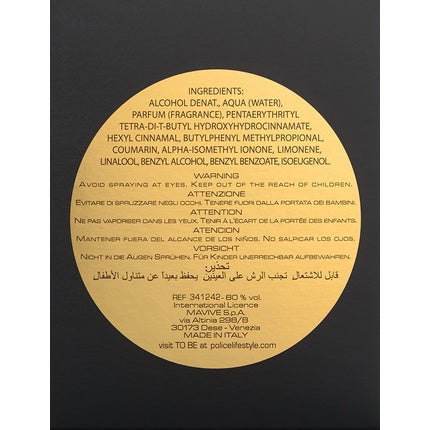 INGREDIENTS:
ALCOHOL DENAT., AQUA (WATER),
PARFUM (FRAGRANCE), PENTAERYTHRITYL
TETRA-DI-T-BUTYL HYDROXYHYDROCINNAMATE,
HEXYL CINNAMAL, BUTYLPHENYL METHYLPROPIONAL,
COUMARIN, ALPHA-ISOMETHYL IONONE, LIMONENE,
LINALOOL, BENZYL ALCOHOL, BENZYL BENZOATE, ISOEUGENOL.
WARNING
AVOID SPRAYING AT EYES. KEEP OUT OF THE REACH OF CHILDREN.
ATTENZIONE
EVITARE DI SPRUZZARE NEGLI OCCHI. TENERE FUORI DALLA PORTATA DEI BAMBINI.
ATTENTION
NE PAS VAPORISER DANS LES YEUX. TENIR À L'ÉCART DE LA PORTÉE DES ENFANTS.
ATENCION
MANTENER FUERA DEL ALCANCE DE LOS NIÑOS. NO SALPICAR LOS OJOS.
VORSICHT
NICHT IN DIE AUGEN SPRÜHEN. FÜR KINDER UNERREICHBAR AUFBEWAHREN.
تحذير
قابل للاشتعال. تجنب الرش على العينين. يحفظ بعيداً عن متناول الأطفال.
REF 341242 - 80 % vol.
International Licence
MAVIVE S.p.A.
via Altinia 298/B
30173 Dese - Venezia
MADE IN ITALY
visit TO BE at policelifestyle.com